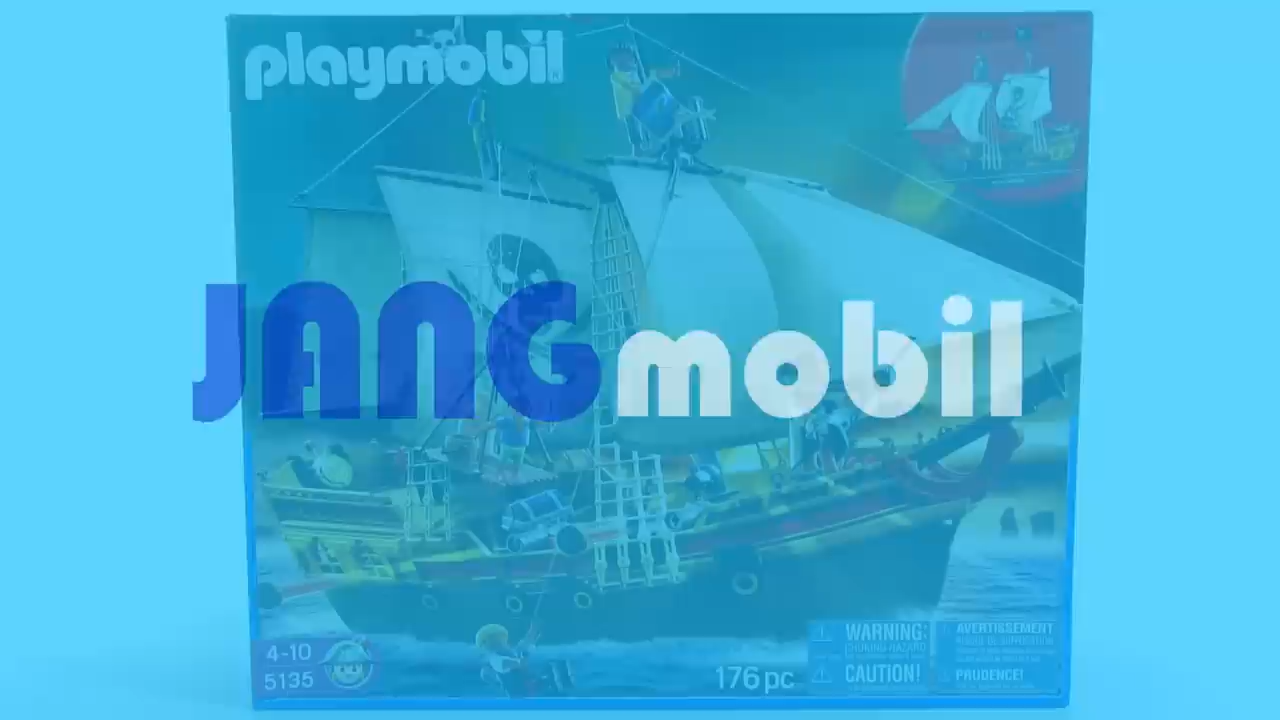 playmobil
JANGmobil
WARNING:
CHOKING HAZARD
AVERTISSEMENT
CAUTION!
PRUDENCE!
4-10
5135
176 pc